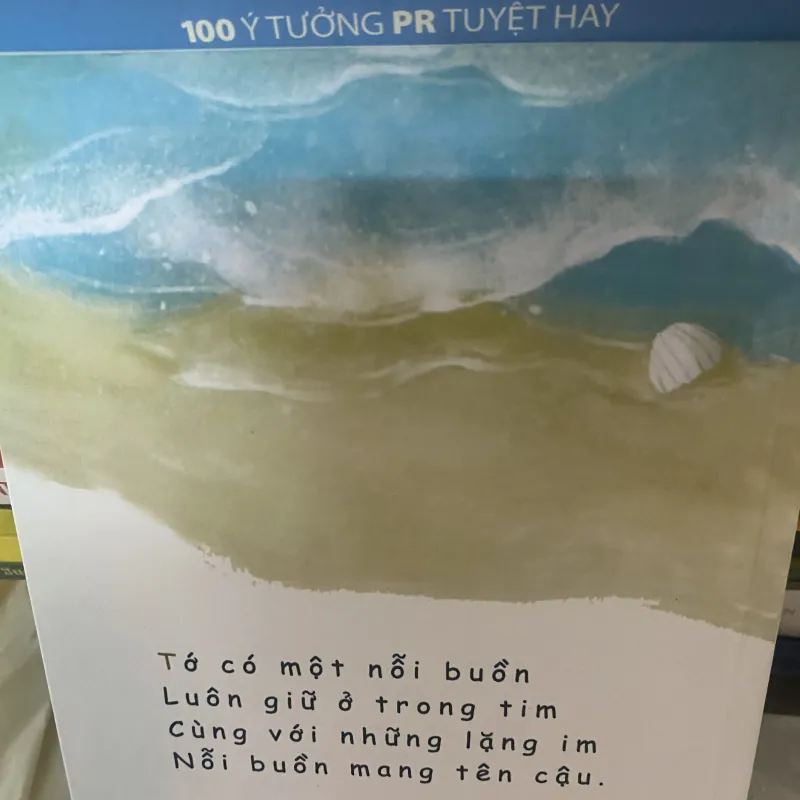 100 Ý TƯỞNG PR TUYỆT HAY
Tớ có một nỗi buồn
Luôn giữ ở trong tim
Cùng với những lặng im
Nỗi buồn mang tên cậu.